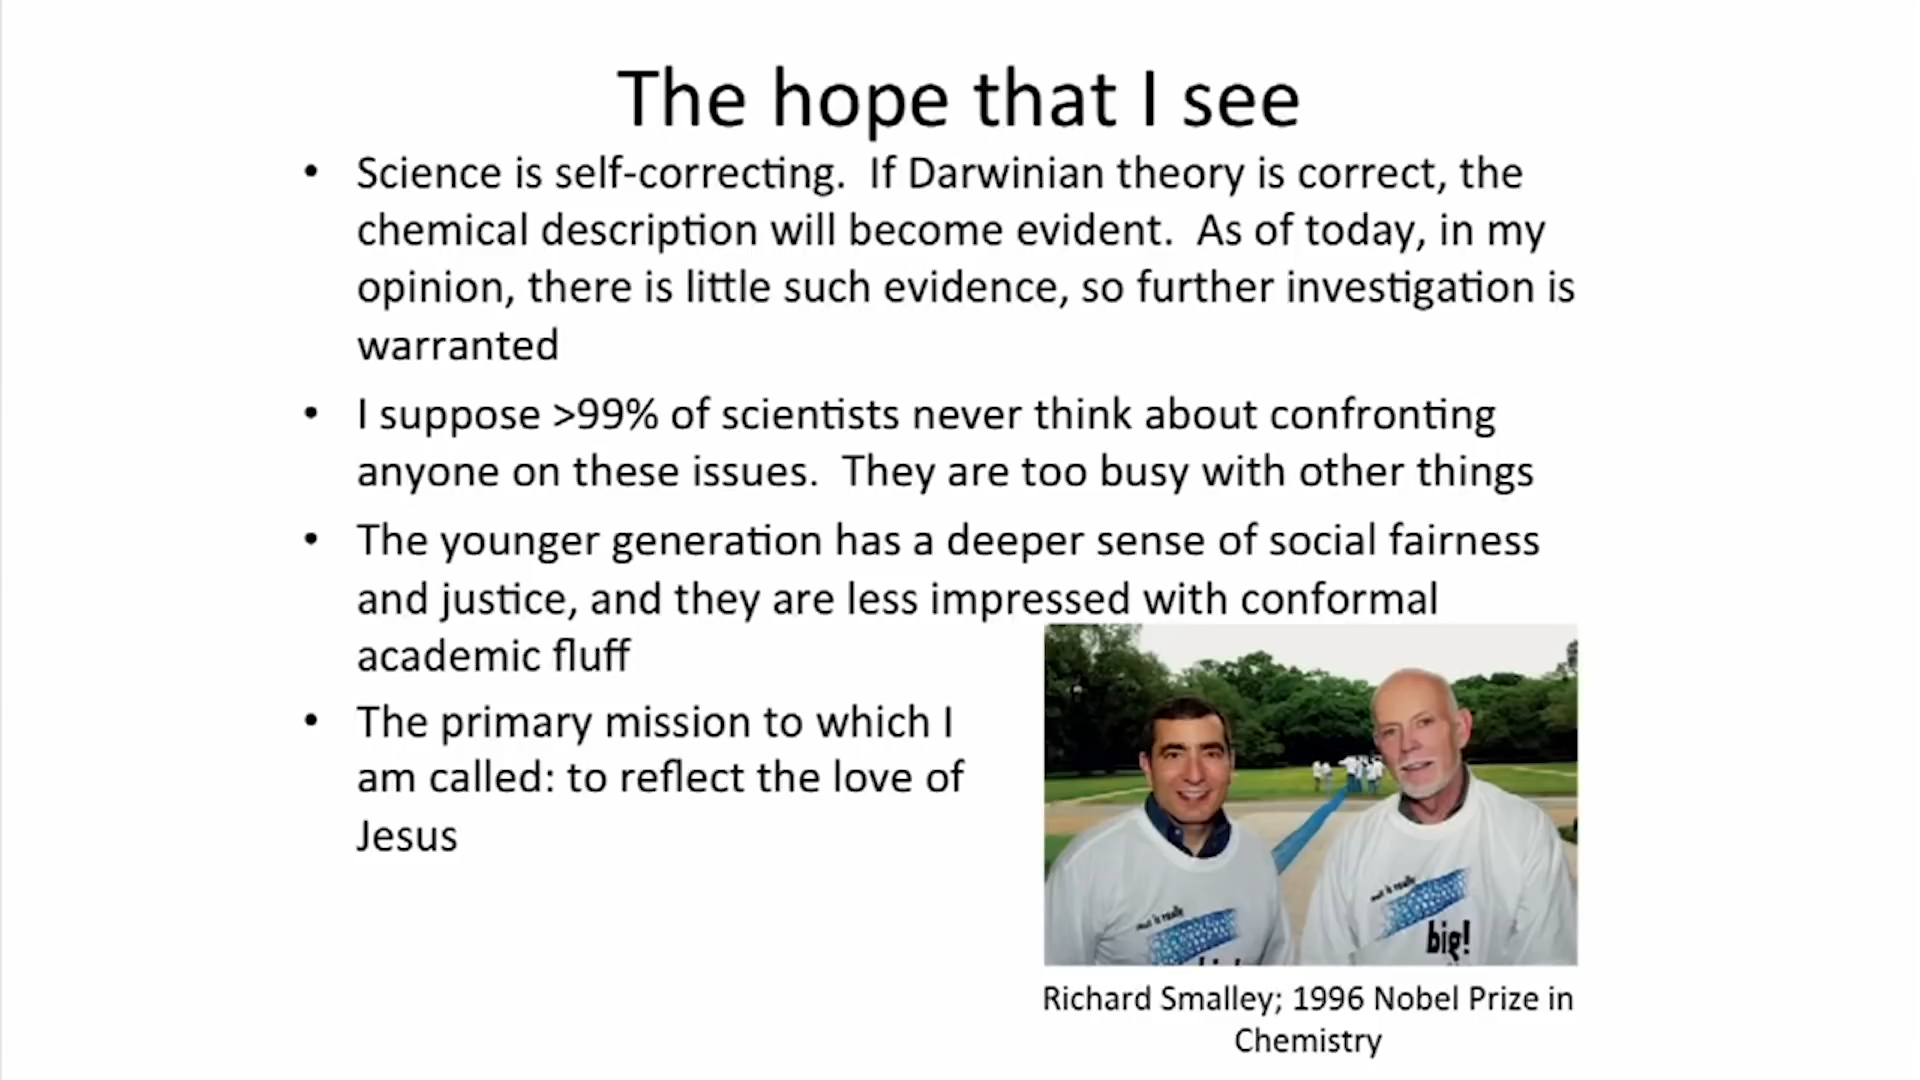 The hope that I see
• Science is self-correcting. If Darwinian theory is correct, the
chemical description will become evident. As of today, in my
opinion, there is little such evidence, so further investigation is
warranted
• I suppose >99% of scientists never think about confronting
anyone on these issues. They are too busy with other things
• The younger generation has a deeper sense of social fairness
and justice, and they are less impressed with conformal
academic fluff
• The primary mission to which I
am called: to reflect the love of
Jesus
is really
is really
big!
Richard Smalley; 1996 Nobel Prize in
Chemistry